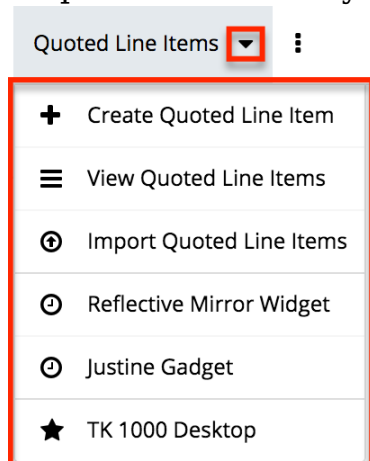 Quoted Line Items
Create Quoted Line Item
View Quoted Line Items
Import Quoted Line Items
Reflective Mirror Widget
Justine Gadget
TK 1000 Desktop